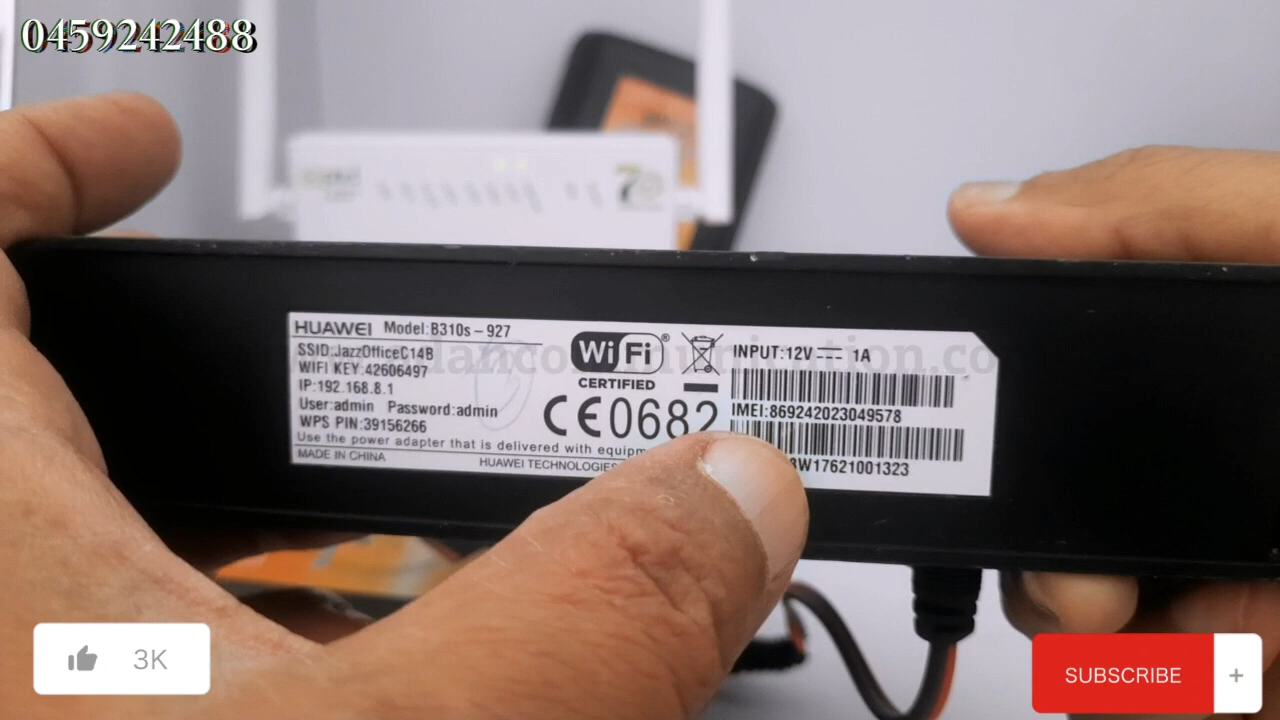 0459242488
HUAWEI Model:B310s-927
SSID:JazzOfficeC14B
WIFI KEY:42606497
IP:192.168.8.1
User:admin Password:admin
WPS PIN:39156266
Use the power adapter that is delivered with
MADE IN CHINA
HUAWEI TECHNOLOGIES
WiFi®
CERTIFIED
CE0682
INPUT:12V 1A
IMEI:869242023049578
W17621001323
3K
SUBSCRIBE +